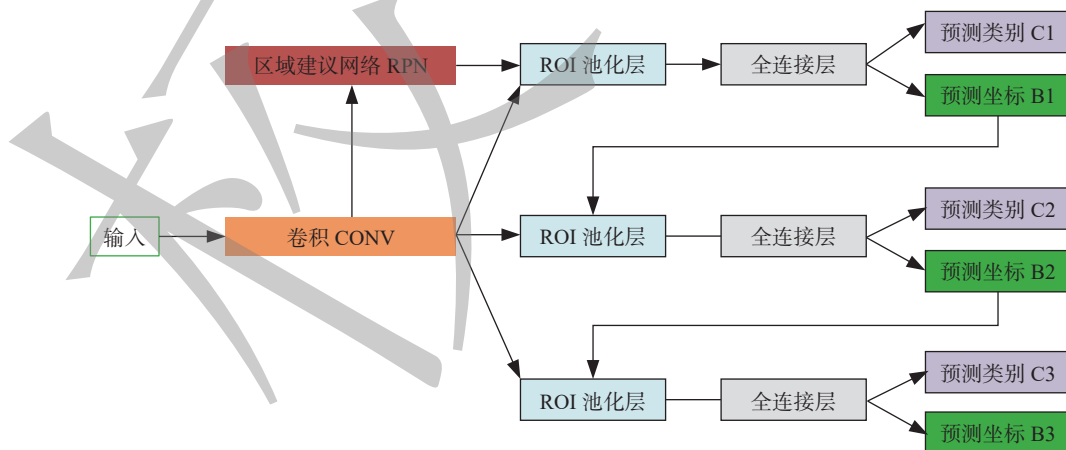 区域建议网络 RPN
ROI 池化层
全连接层
预测类别 C1
预测坐标 B1
输入
卷积 CONV
ROI 池化层
全连接层
预测类别 C2
预测坐标 B2
ROI 池化层
全连接层
预测类别 C3
预测坐标 B3